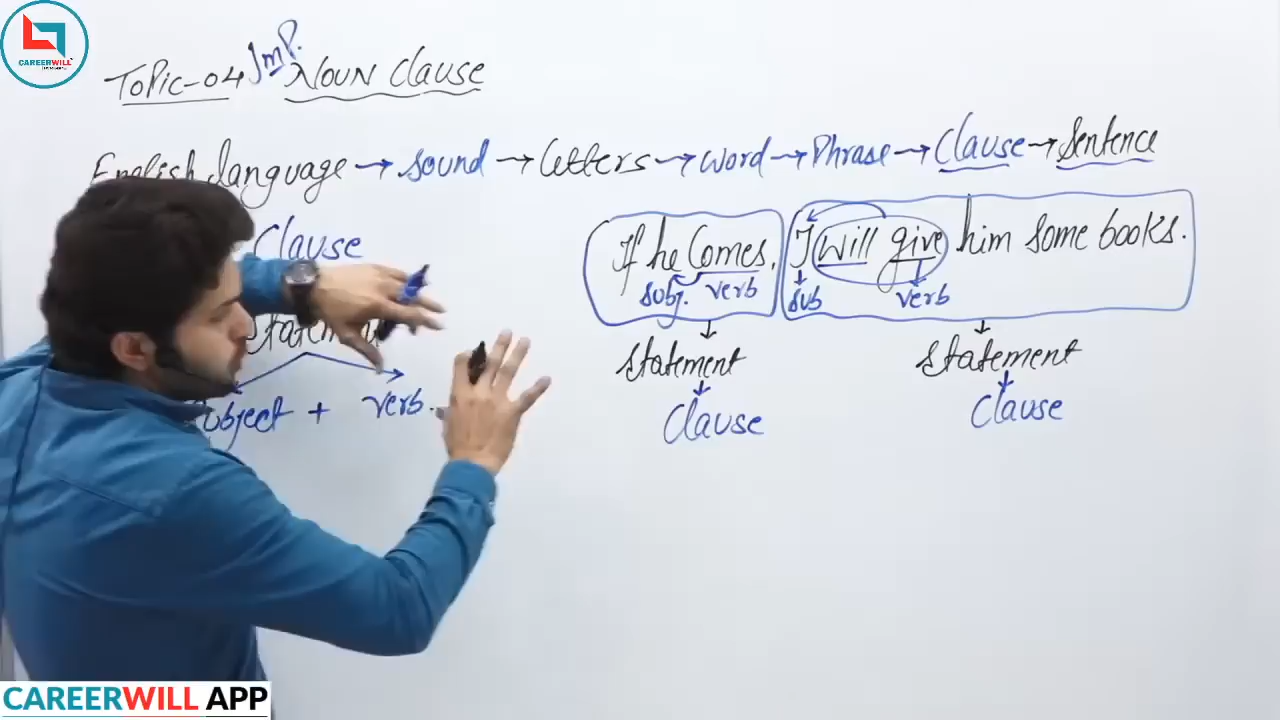 CAREERWILL
Topic-04 Imp. Noun Clause
English language → Sound → Letters → Word → Phrase → Clause → Sentence
Clause
Statement
Subject + verb.
If he Comes, I will give him some books.
subj. verb sub verb
Statement Statement
Clause Clause
CAREERWILL APP